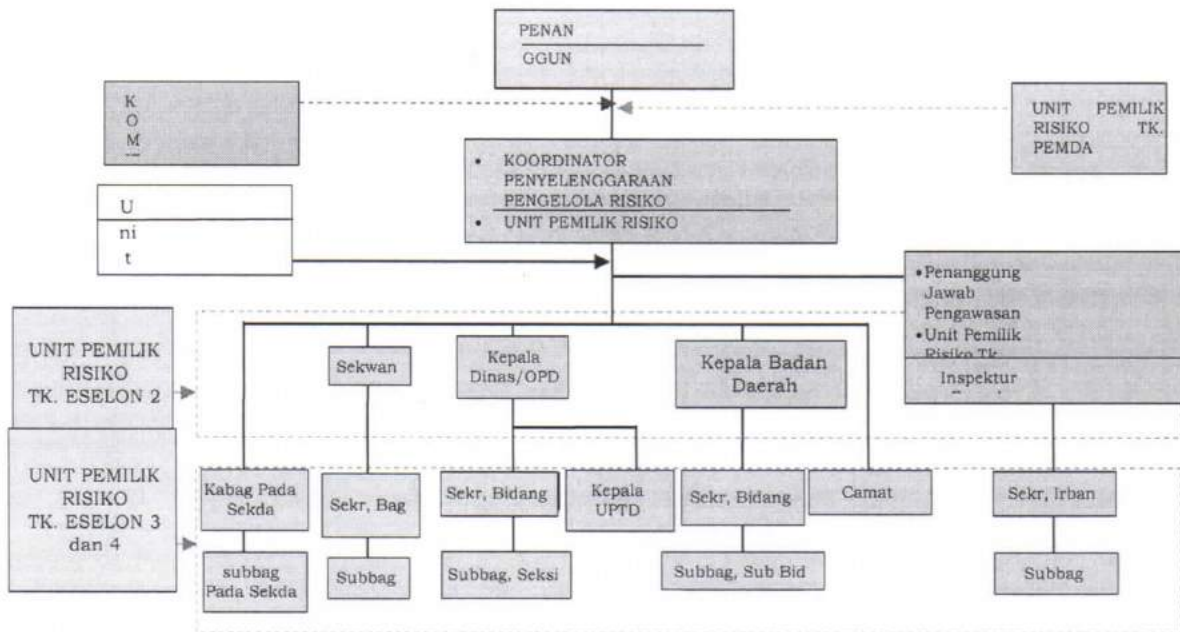 PENAN
GGUN
K
O
M
UNIT PEMILIK
RISIKO TK.
PEMDA
• KOORDINATOR
PENYELENGGARAAN
PENGELOLA RISIKO
• UNIT PEMILIK RISIKO
U
ni
t
• Penanggung
Jawab
Pengawasan
• Unit Pemilik
Risiko Tk
Inspektur
UNIT PEMILIK
RISIKO
TK. ESELON 2
Sekwan
Kepala
Dinas/OPD
Kepala Badan
Daerah
UNIT PEMILIK
RISIKO
TK. ESELON 3
dan 4
Kabag Pada
Sekda
Sekr, Bag
Sekr, Bidang
Kepala
UPTD
Sekr, Bidang
Camat
Sekr, Irban
subbag
Pada Sekda
Subbag
Subbag, Seksi
Subbag, Sub Bid
Subbag